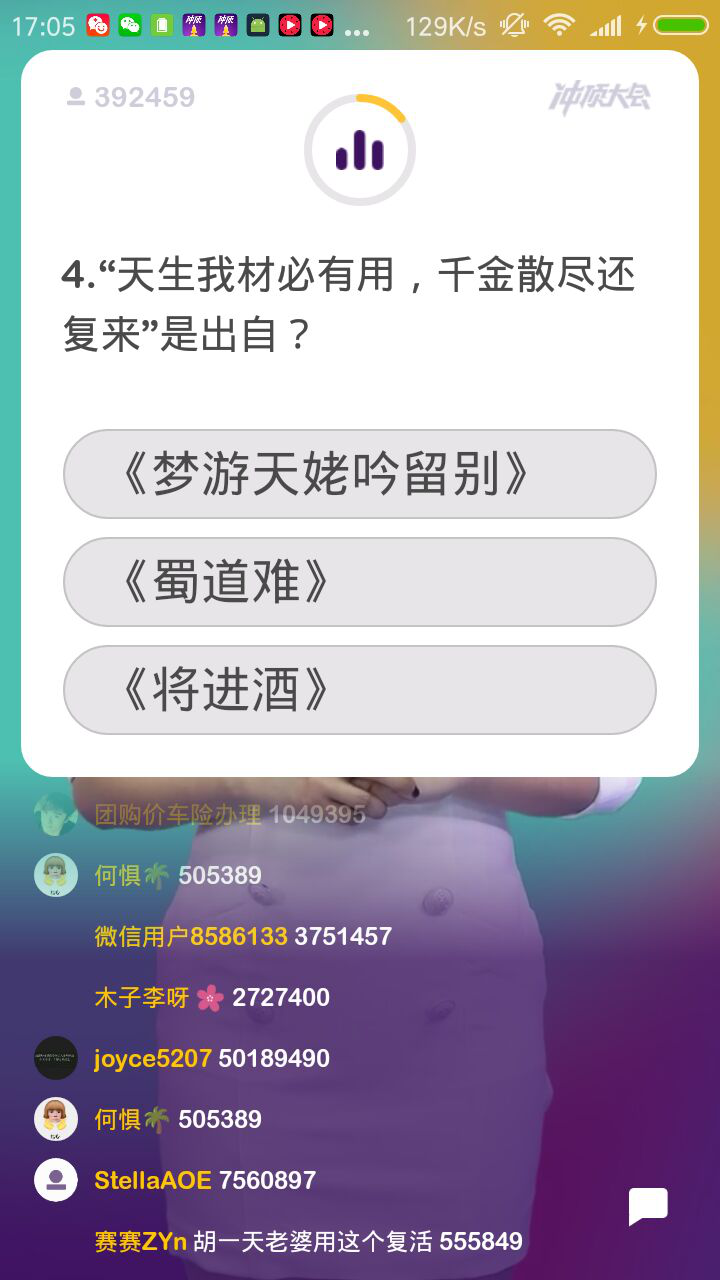 17:05
129K/s
392459
冲顶大会
4.“天生我材必有用，千金散尽还
复来”是出自？
《梦游天姥吟留别》
《蜀道难》
《将进酒》
团购价车险办理 1049395
何惧🌴 505389
微信用户8586133 3751457
木子李呀 🌸 2727400
joyce5207 50189490
何惧🌴 505389
StellaAOE 7560897
赛赛ZYn 胡一天老婆用这个复活 555849